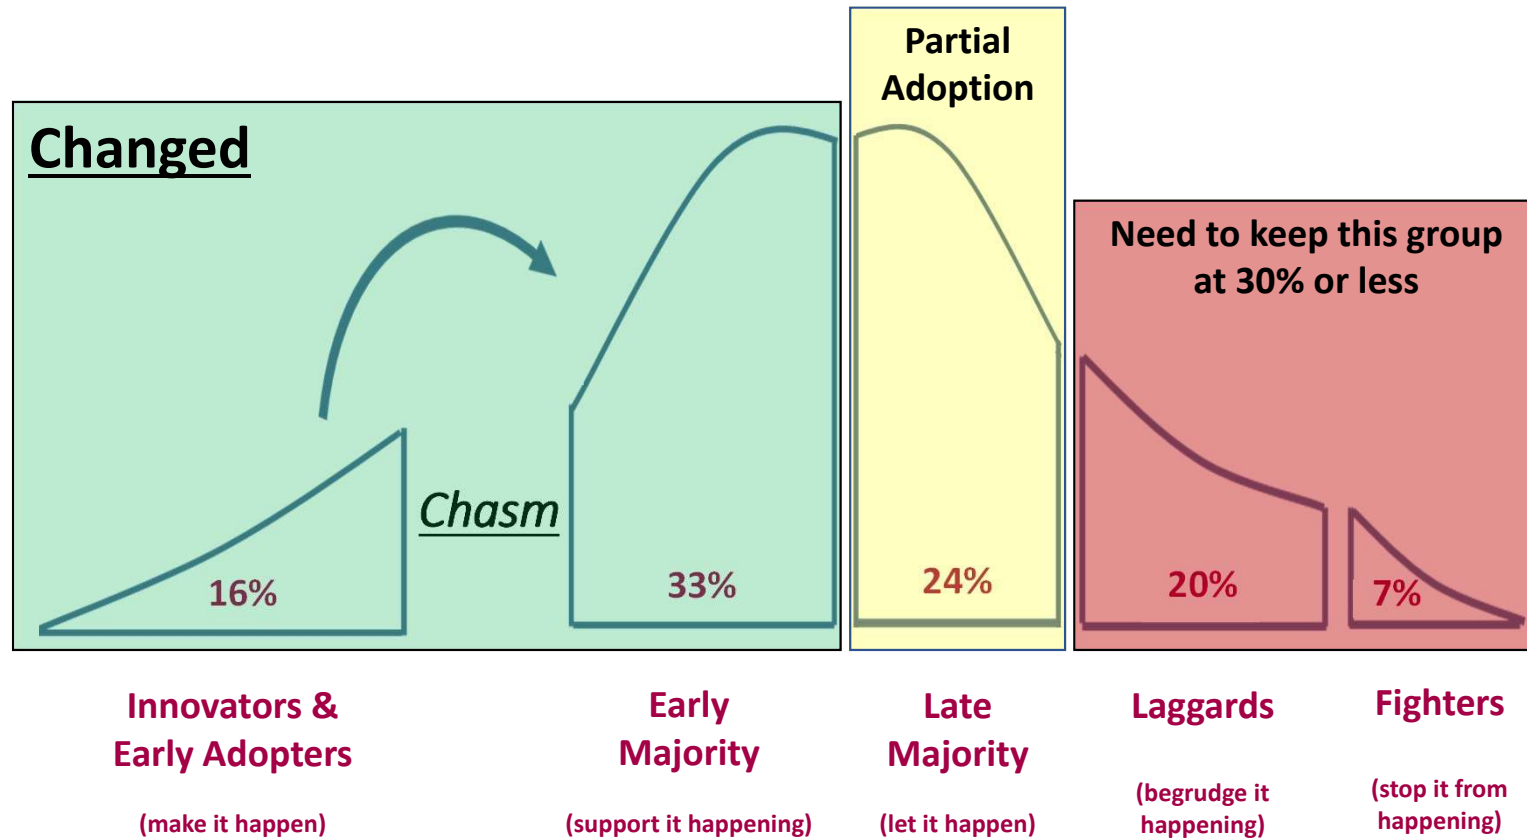 Partial
Adoption
Changed
Need to keep this group
at 30% or less
Chasm
16%
33%
24%
20%
7%
Innovators &
Early Adopters
(make it happen)
Early
Majority
(support it happening)
Late
Majority
(let it happen)
Laggards
(begrudge it
happening)
Fighters
(stop it from
happening)